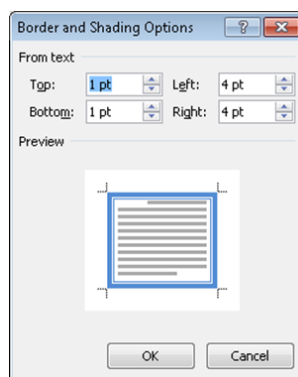 Border and Shading Options
From text
Top: 1 pt Left: 4 pt
Bottom: 1 pt Right: 4 pt
Preview
OK Cancel